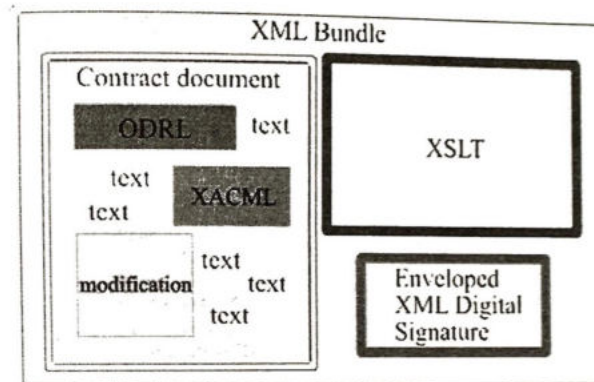 XML Bundle
Contract document
ODRL text
text
XACML
text
modification
text
text
text
XSLT
Enveloped
XML Digital
Signature